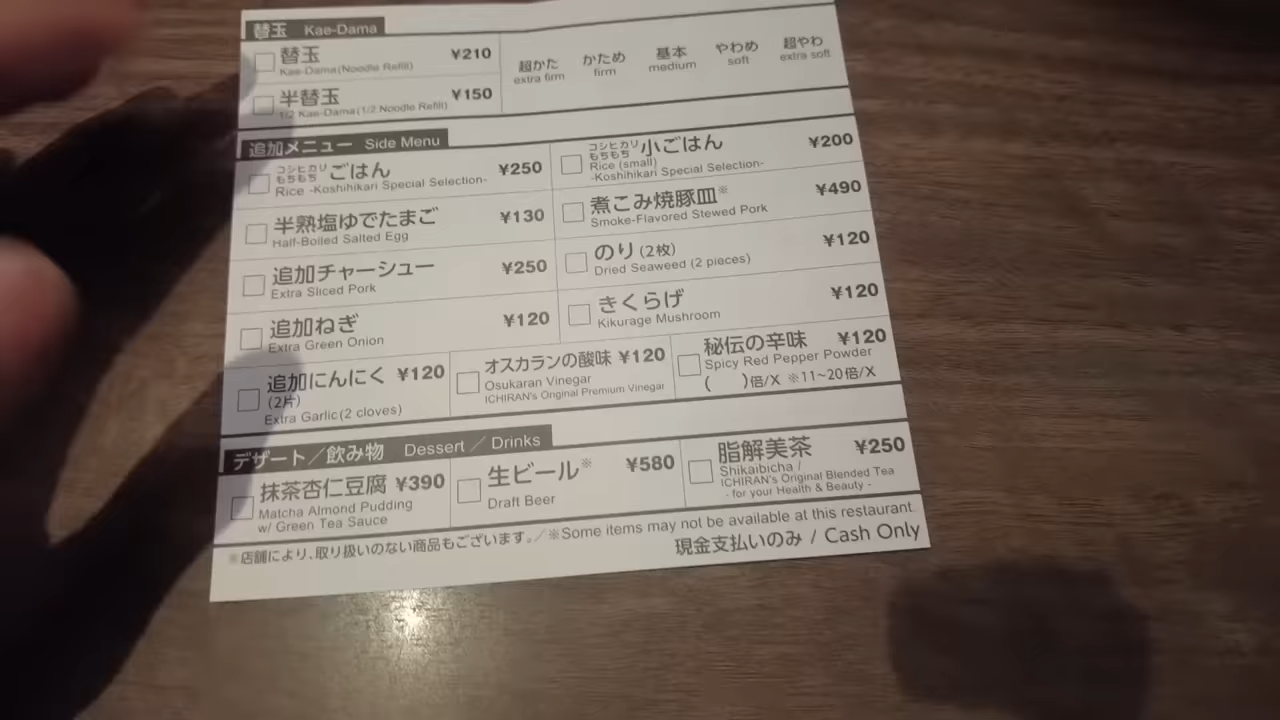 替玉 Kae-Dama
替玉 ¥210
Kae-Dama(Noodle Refill)
半替玉 ¥150
1/2 Kae-Dama(1/2 Noodle Refill)
超かた かため 基本 やわめ 超やわ
extra firm firm medium soft extra soft
追加メニュー Side Menu
コシヒカリ
もちもち ごはん ¥250
Rice -Koshihikari Special Selection-
コシヒカリ
もちもち 小ごはん ¥200
Rice (small)
-Koshihikari Special Selection-
半熟塩ゆでたまご ¥130
Half-Boiled Salted Egg
煮こみ焼豚皿※ ¥490
Smoke-Flavored Stewed Pork
追加チャーシュー ¥250
Extra Sliced Pork
のり(2枚) ¥120
Dried Seaweed (2 pieces)
追加ねぎ ¥120
Extra Green Onion
きくらげ ¥120
Kikurage Mushroom
追加にんにく ¥120
(2片)
Extra Garlic(2 cloves)
オスカランの酸味 ¥120
Osukaran Vinegar
ICHIRAN's Original Premium Vinegar
秘伝の辛味 ¥120
Spicy Red Pepper Powder
( )倍/X ※11~20倍/X
デザート／飲み物 Dessert ／ Drinks
抹茶杏仁豆腐 ¥390
Matcha Almond Pudding
w/ Green Tea Sauce
生ビール※ ¥580
Draft Beer
脂解美茶 ¥250
Shikaibicha /
ICHIRAN's Original Blended Tea
- for your Health & Beauty -
※店舗により、取り扱いのない商品もございます。／※Some items may not be available at this restaurant.
現金支払いのみ / Cash Only